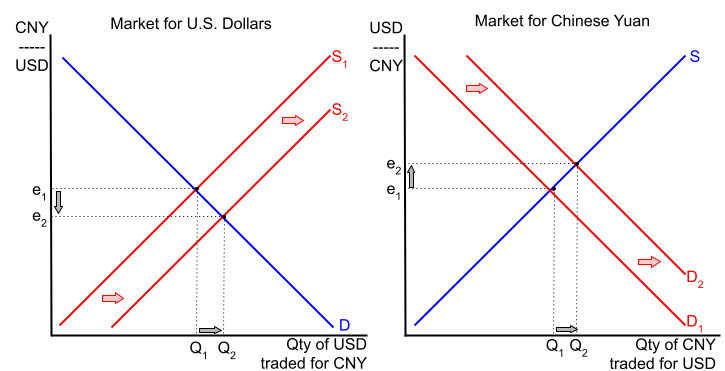 Market for U.S. Dollars
CNY
-----
USD
S1
S2
e1
e2
D
Q1 Q2
Qty of USD
traded for CNY
Market for Chinese Yuan
USD
-----
CNY
S
e2
e1
D2
D1
Q1 Q2
Qty of CNY
traded for USD